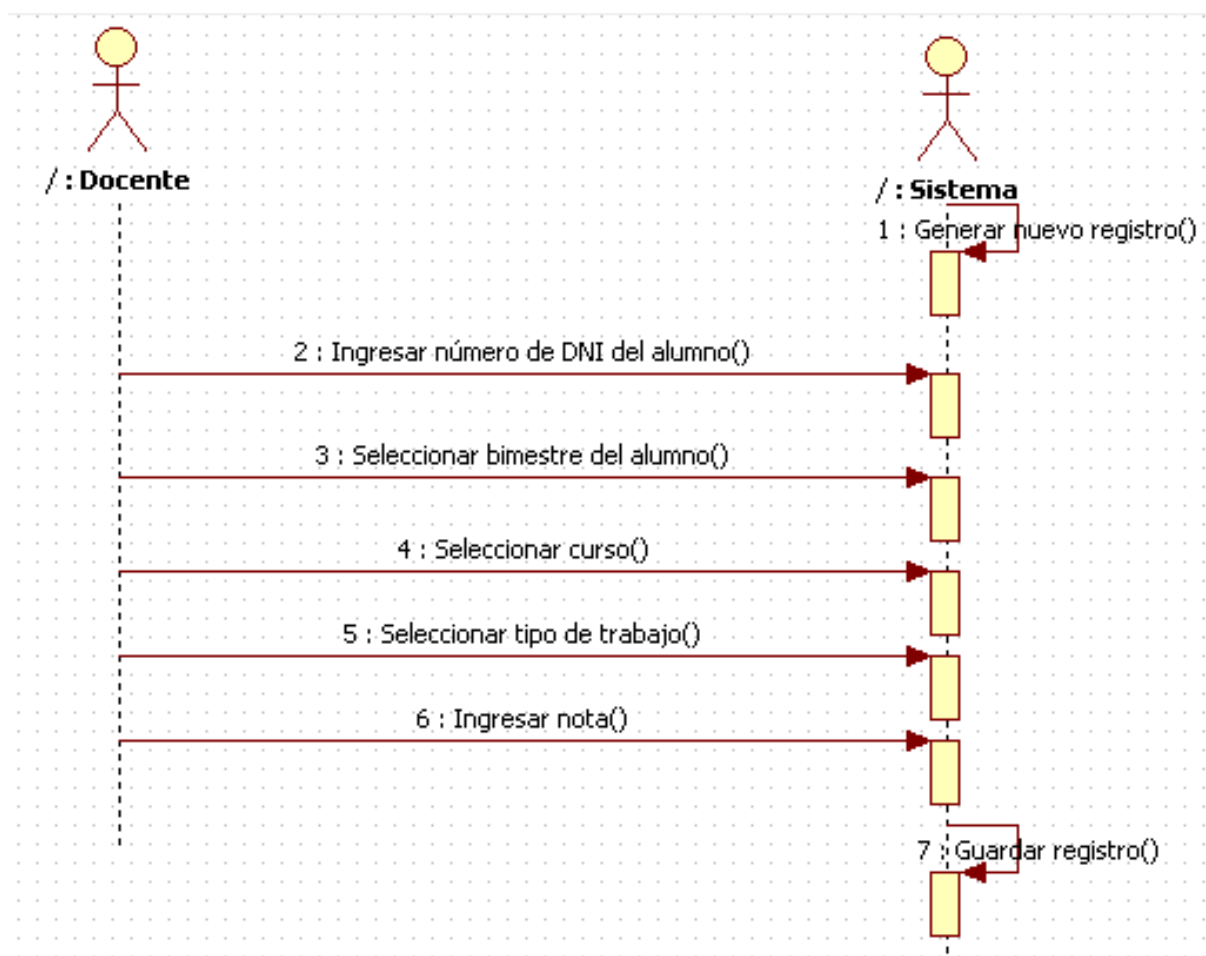 / : Docente
/ : Sistema
1 : Generar nuevo registro()
2 : Ingresar número de DNI del alumno()
3 : Seleccionar bimestre del alumno()
4 : Seleccionar curso()
5 : Seleccionar tipo de trabajo()
6 : Ingresar nota()
7 : Guardar registro()